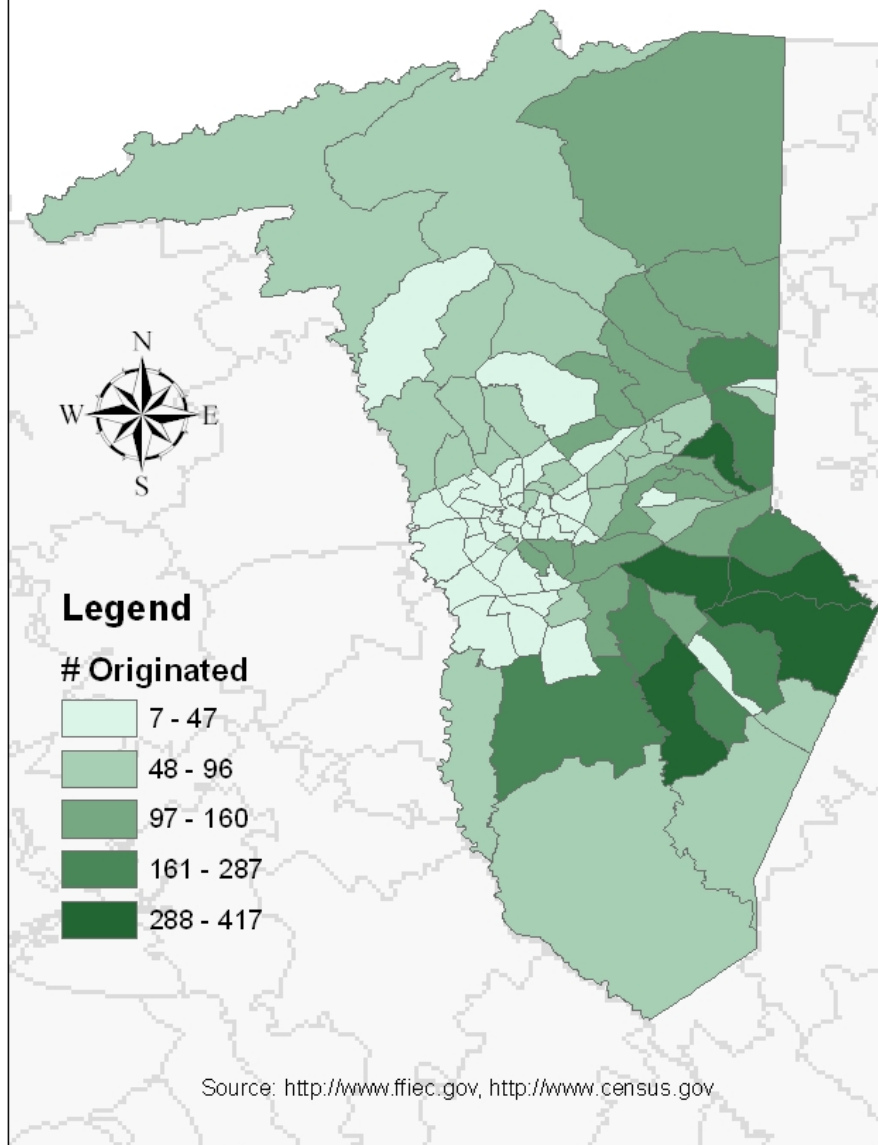 N
W E
S
Legend
# Originated
7 - 47
48 - 96
97 - 160
161 - 287
288 - 417
Source: http://www.ffiec.gov, http://www.census.gov